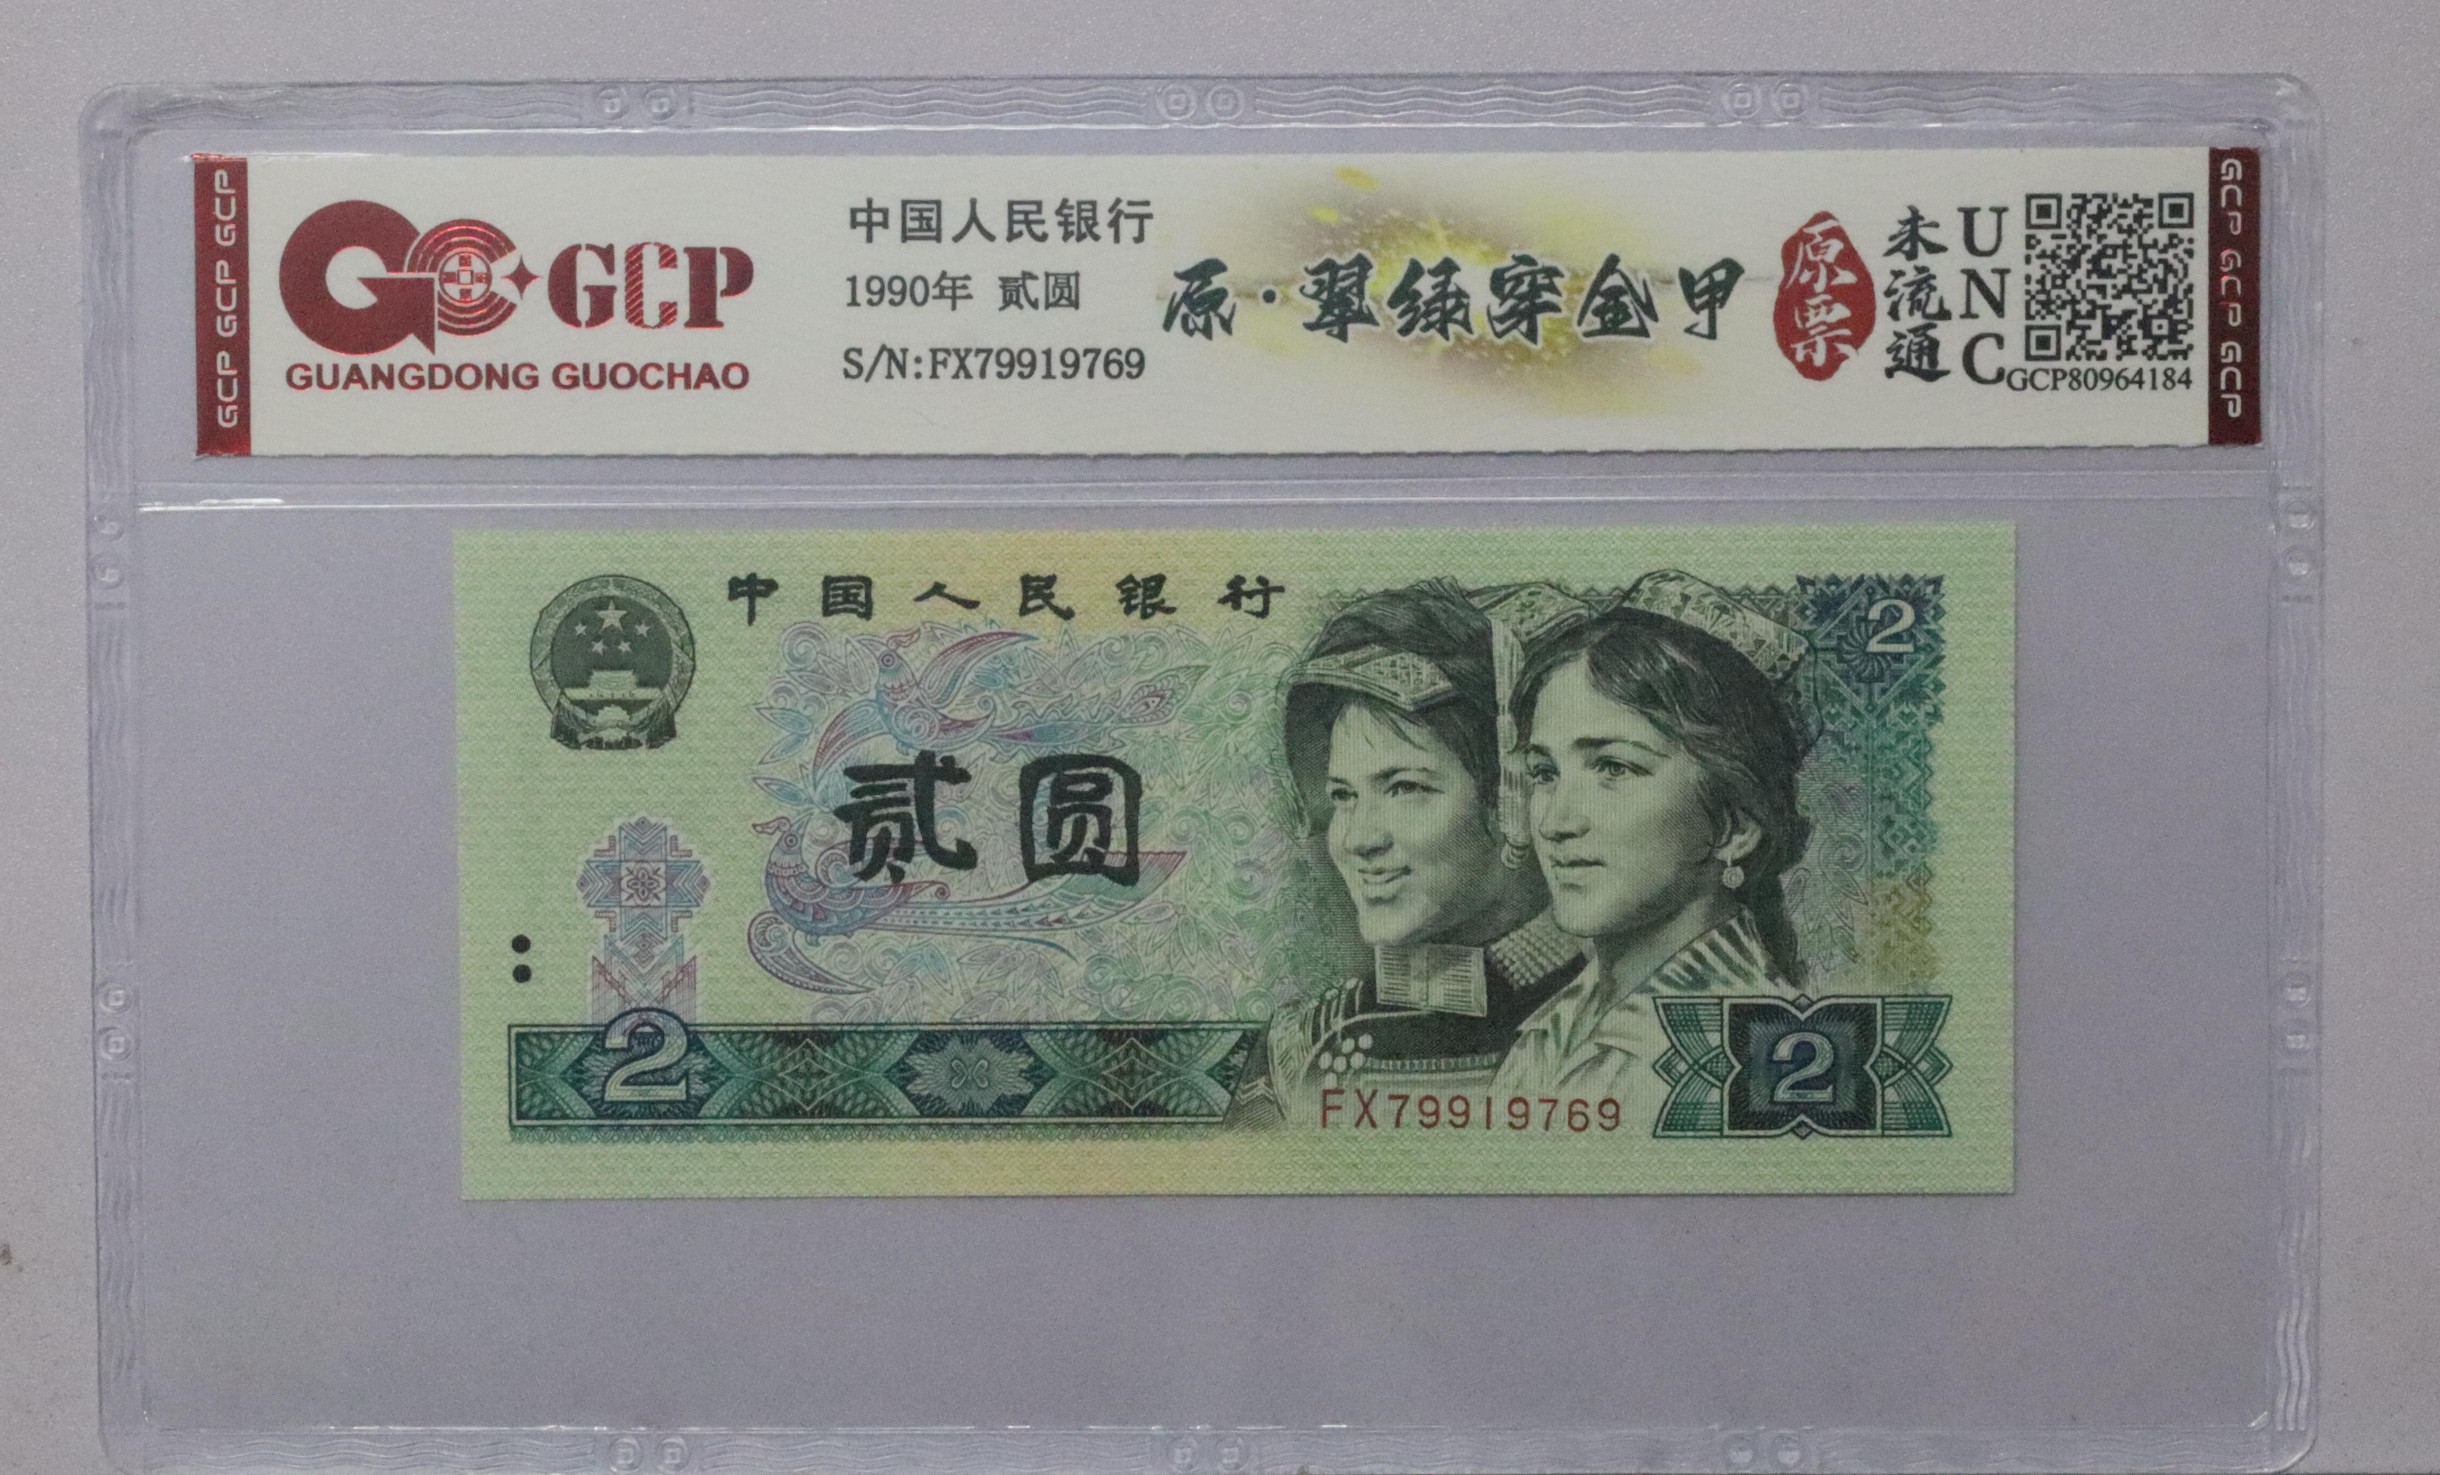 GCP GCP GCP
GCP
GUANGDONG GUOCHAO
中国人民银行
1990年 贰圆
S/N:FX79919769
原·翠绿穿金甲
原票
未流通
UNC
GCP80964184
GCP GCP GCP
中国人民银行
2
贰圆
2
FX79919769
2